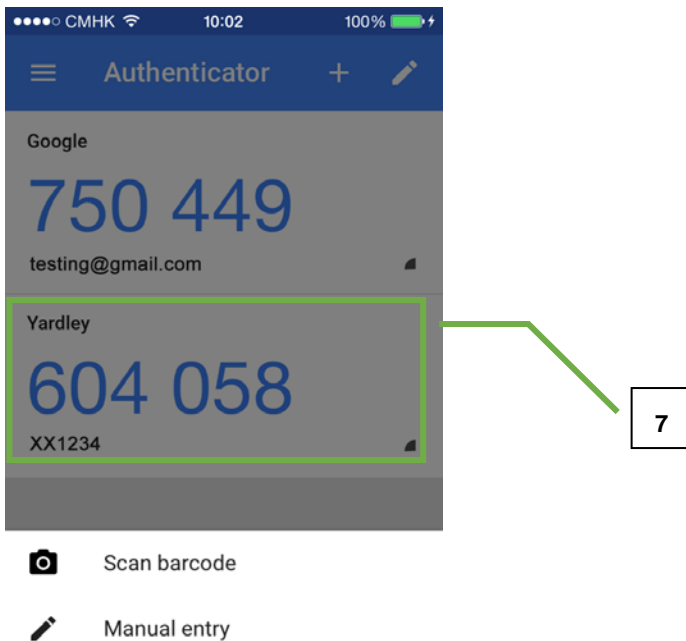 CMHK 10:02 100%
Authenticator
Google
750 449
testing@gmail.com
Yardley
604 058
XX1234
7
Scan barcode
Manual entry